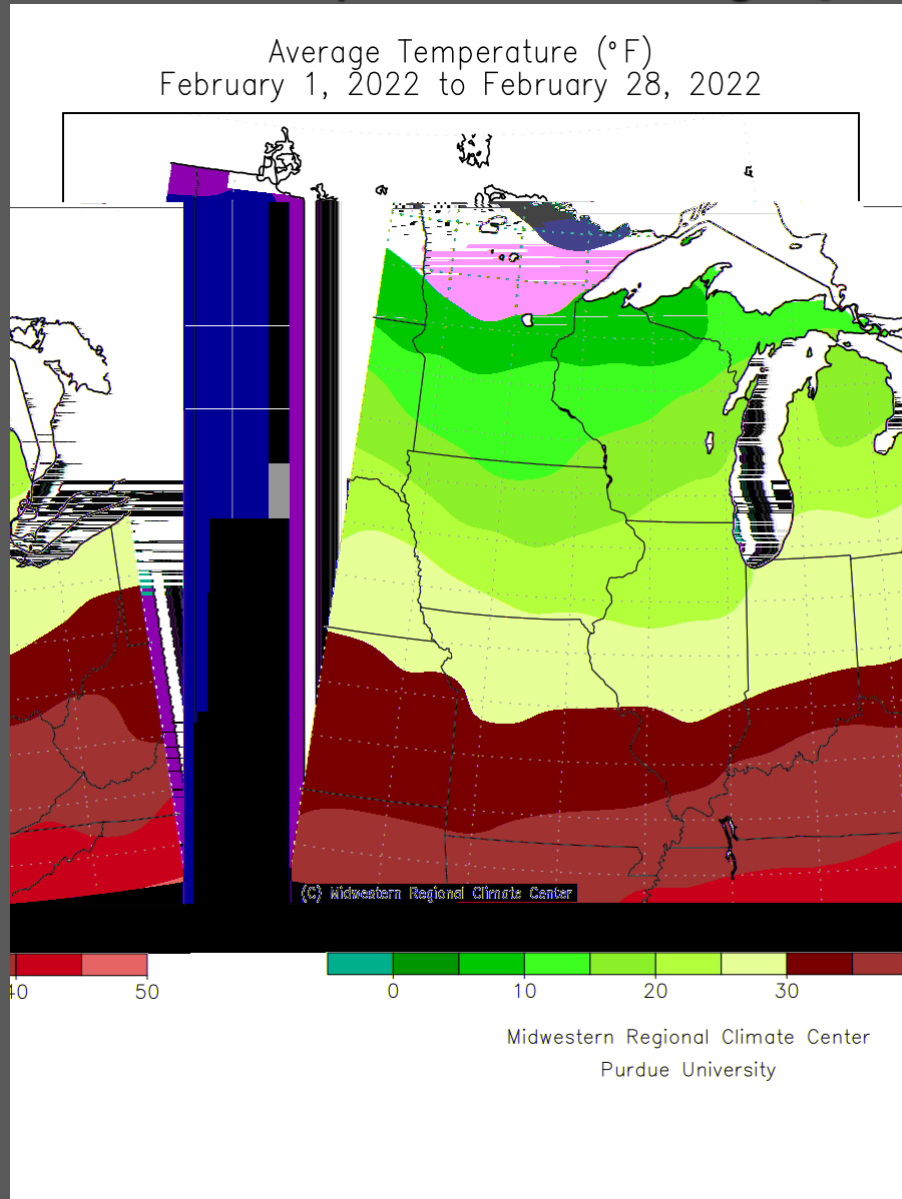 Average Temperature (°F)
February 1, 2022 to February 28, 2022
(C) Midwestern Regional Climate Center
40 50 0 10 20 30
Midwestern Regional Climate Center
Purdue University